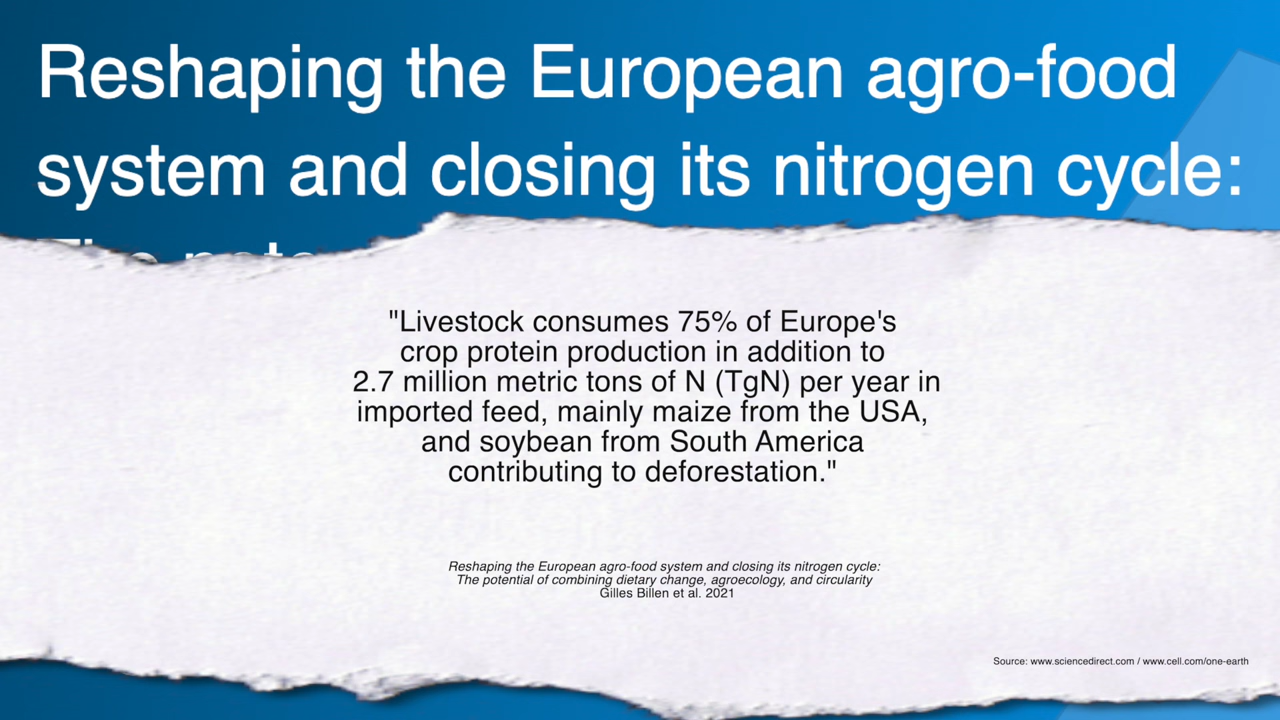 Reshaping the European agro-food
system and closing its nitrogen cycle:
The pote
"Livestock consumes 75% of Europe's
crop protein production in addition to
2.7 million metric tons of N (TgN) per year in
imported feed, mainly maize from the USA,
and soybean from South America
contributing to deforestation."
Reshaping the European agro-food system and closing its nitrogen cycle:
The potential of combining dietary change, agroecology, and circularity
Gilles Billen et al. 2021
Source: www.sciencedirect.com / www.cell.com/one-earth